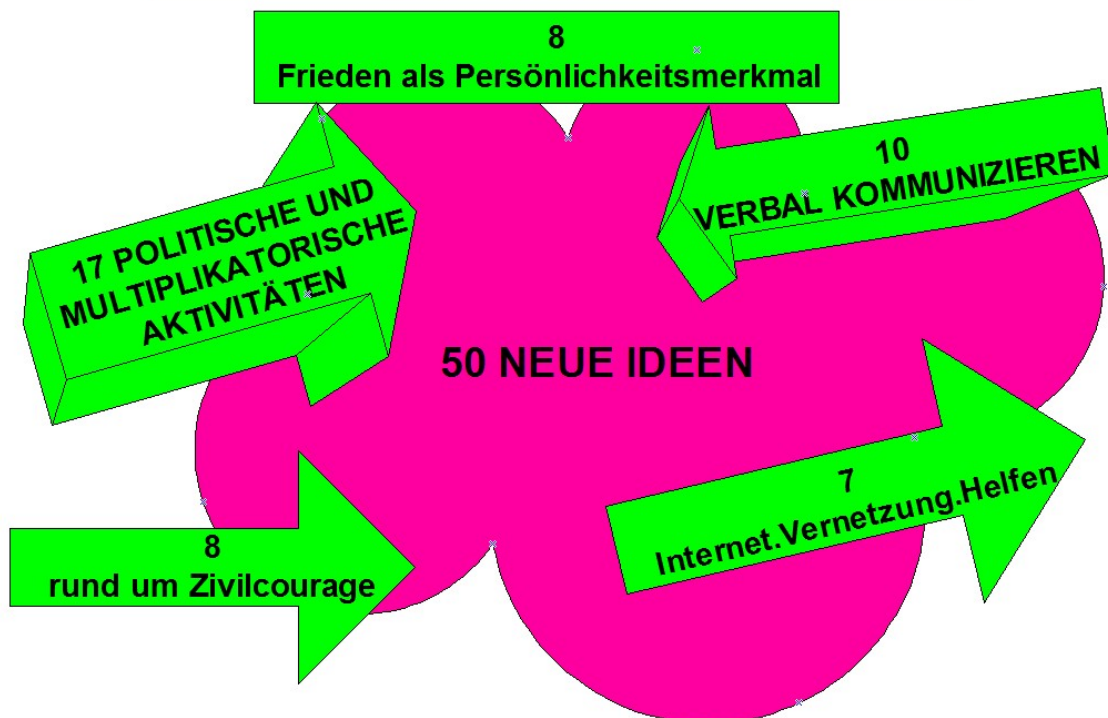 8
Frieden als Persönlichkeitsmerkmal
17 POLITISCHE UND
MULTIPLIKATORISCHE
AKTIVITÄTEN
10
VERBAL KOMMUNIZIEREN
50 NEUE IDEEN
8
rund um Zivilcourage
7
Internet.Vernetzung.Helfen